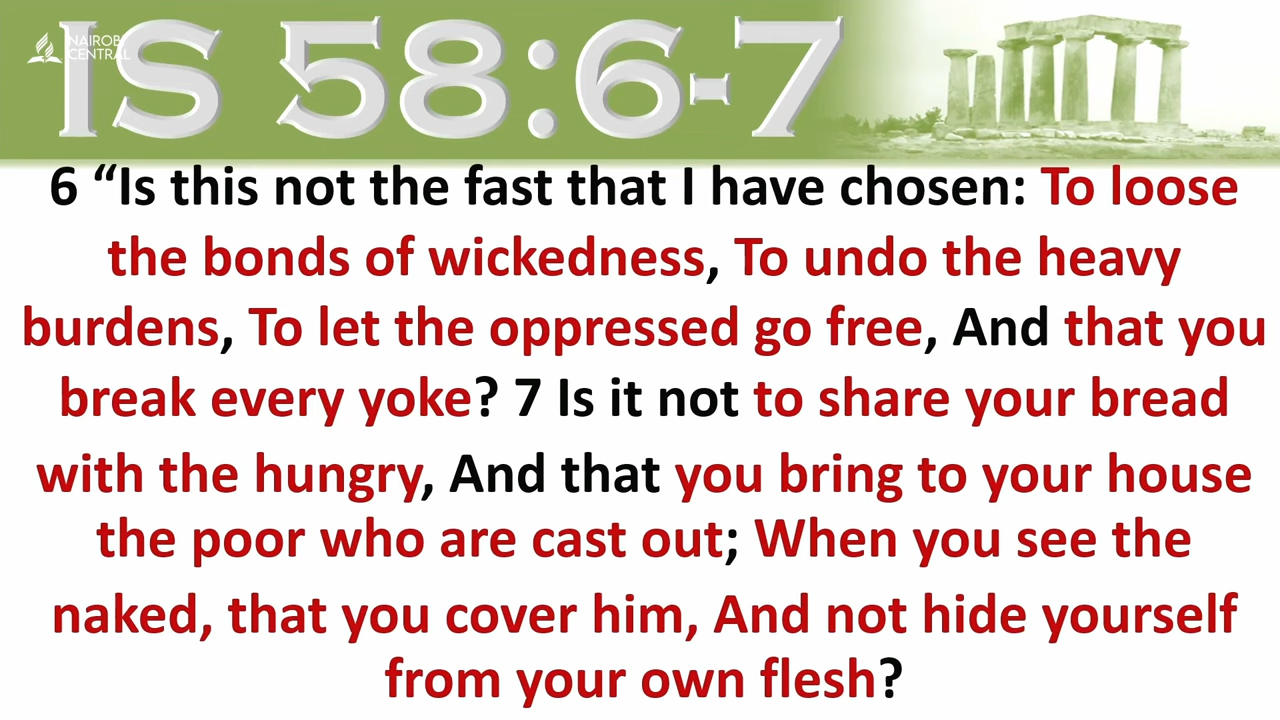 IS 58:6-7
NAIROBI
CENTRAL
6 “Is this not the fast that I have chosen: To loose
the bonds of wickedness, To undo the heavy
burdens, To let the oppressed go free, And that you
break every yoke? 7 Is it not to share your bread
with the hungry, And that you bring to your house
the poor who are cast out; When you see the
naked, that you cover him, And not hide yourself
from your own flesh?